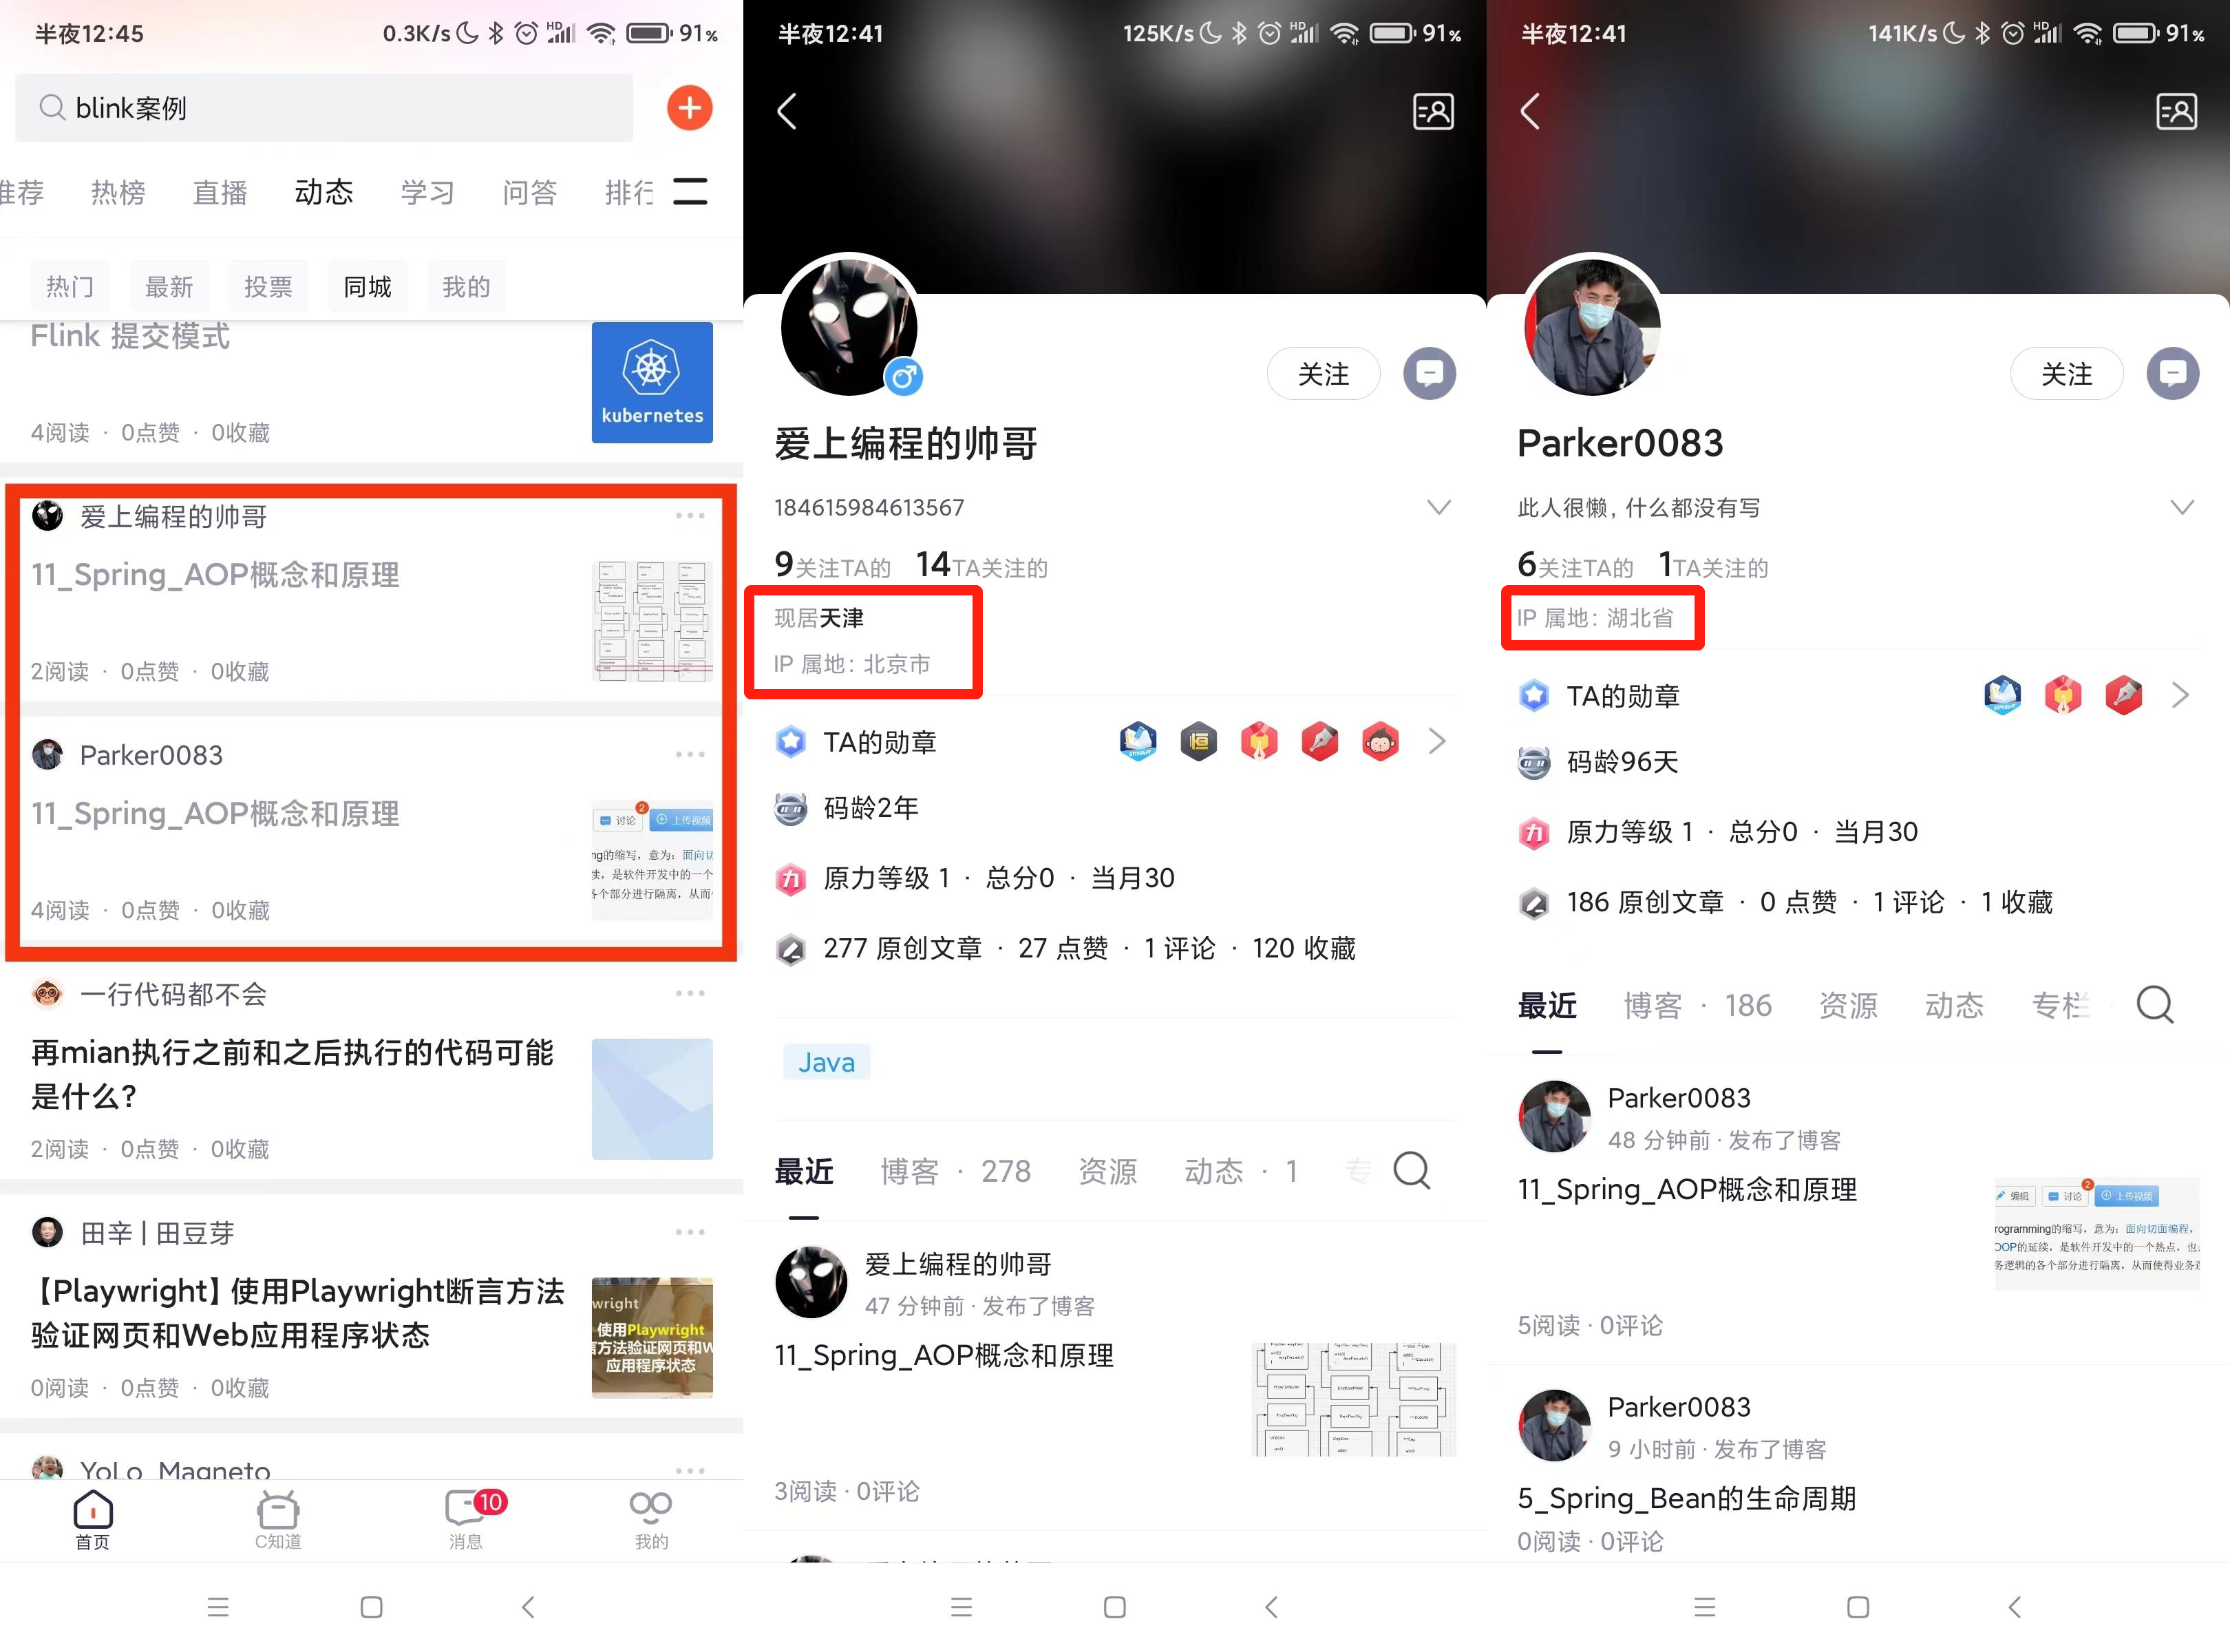 半夜12:45
0.3K/s
HD
91%
blink案例
推荐
热榜
直播
动态
学习
问答
排行
热门
最新
投票
同城
我的
Flink 提交模式
kubernetes
4阅读 · 0点赞 · 0收藏
爱上编程的帅哥
11_Spring_AOP概念和原理
2阅读 · 0点赞 · 0收藏
Parker0083
11_Spring_AOP概念和原理
2
讨论
上传视频
ng的缩写，意为：面向切
续，是软件开发中的一个
各个部分进行隔离，从而
4阅读 · 0点赞 · 0收藏
一行代码都不会
再mian执行之前和之后执行的代码可能
是什么?
2阅读 · 0点赞 · 0收藏
田辛 | 田豆芽
【Playwright】使用Playwright断言方法
验证网页和Web应用程序状态
wright
使用Playwright
言方法验证网页和W
应用程序状态
0阅读 · 0点赞 · 0收藏
YoLo_Magneto
首页
C知道
10
消息
我的
半夜12:41
125K/s
HD
91%
关注
爱上编程的帅哥
184615984613567
9关注TA的 14TA关注的
现居天津
IP 属地：北京市
TA的勋章
码龄2年
原力等级 1 · 总分0 · 当月30
277 原创文章 · 27 点赞 · 1 评论 · 120 收藏
Java
最近
博客 · 278
资源
动态 · 1
专
爱上编程的帅哥
47 分钟前 · 发布了博客
11_Spring_AOP概念和原理
3阅读 · 0评论
半夜12:41
141K/s
HD
91%
关注
Parker0083
此人很懒，什么都没有写
6关注TA的 1TA关注的
IP 属地：湖北省
TA的勋章
码龄96天
原力等级 1 · 总分0 · 当月30
186 原创文章 · 0 点赞 · 1 评论 · 1 收藏
最近
博客 · 186
资源
动态
专栏
Parker0083
48 分钟前 · 发布了博客
11_Spring_AOP概念和原理
编辑
讨论
2
上传视频
rogramming的缩写，意为：面向切面编程，
OOP的延续，是软件开发中的一个热点，也
务逻辑的各个部分进行隔离，从而使得业务逻
5阅读 · 0评论
Parker0083
9 小时前 · 发布了博客
5_Spring_Bean的生命周期
0阅读 · 0评论